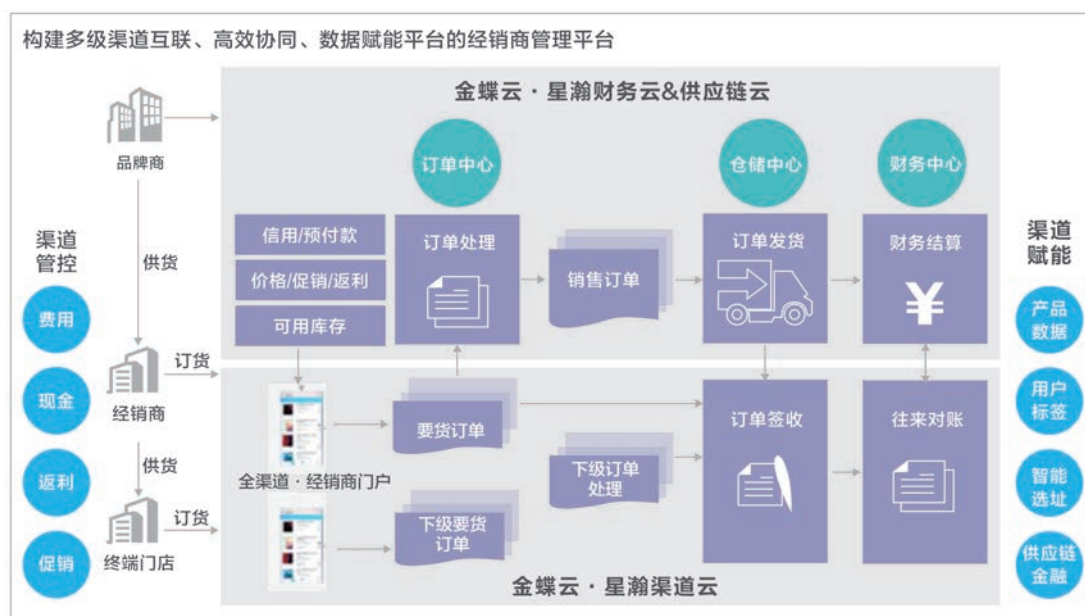 构建多级渠道互联、高效协同、数据赋能平台的经销商管理平台
金蝶云·星瀚财务云&供应链云
品牌商
订单中心
仓储中心
财务中心
渠道
管控
费用
现金
返利
促销
供货
经销商
供货
终端门店
订货
订货
信用/预付款
价格/促销/返利
可用库存
订单处理
销售订单
订单发货
财务结算
¥
全渠道·经销商门户
要货订单
下级要货
订单
下级订单
处理
订单签收
往来对账
金蝶云·星瀚渠道云
渠道
赋能
产品
数据
用户
标签
智能
选址
供应链
金融